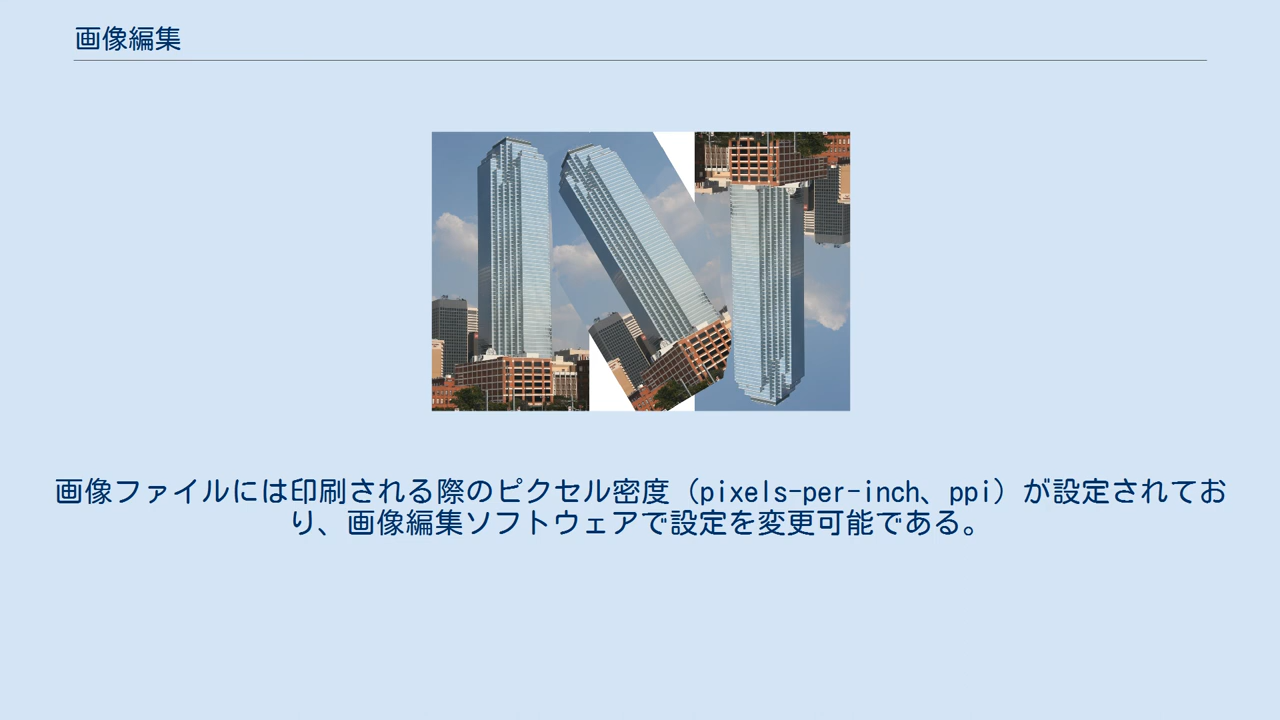 画像編集
画像ファイルには印刷される際のピクセル密度（pixels-per-inch、ppi）が設定されてお
り、画像編集ソフトウェアで設定を変更可能である。